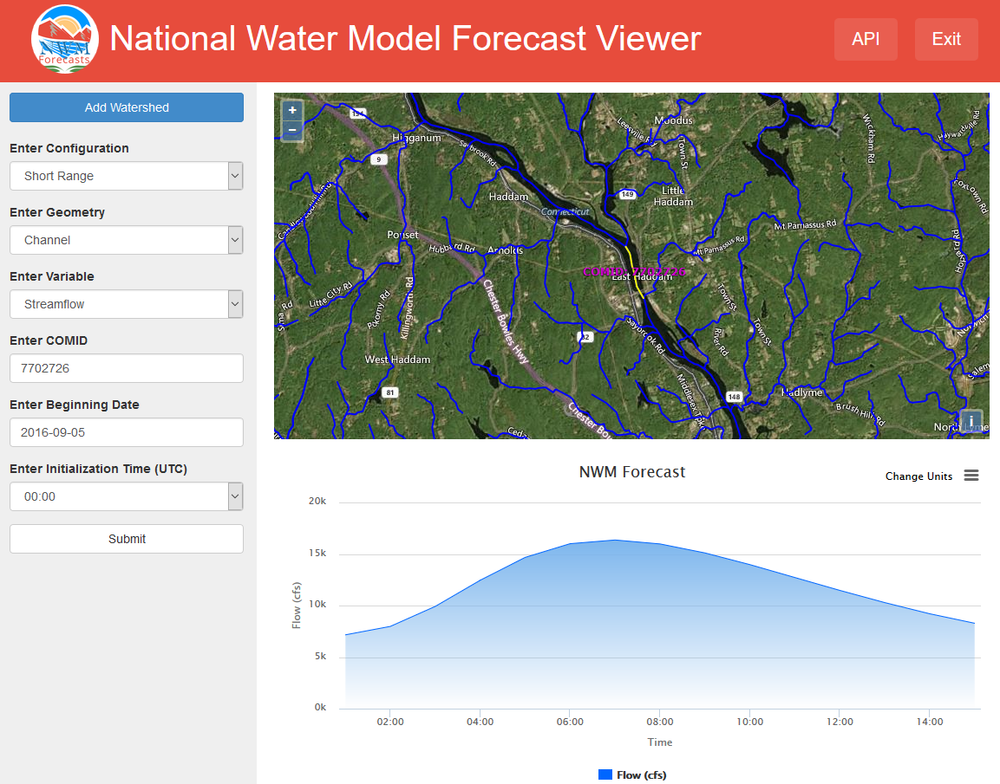 NWM
Forecasts
National Water Model Forecast Viewer
API
Exit
Add Watershed
Enter Configuration
Short Range
Enter Geometry
Channel
Enter Variable
Streamflow
Enter COMID
7702726
Enter Beginning Date
2016-09-05
Enter Initialization Time (UTC)
00:00
Submit
+
−
154
Higganum
Saybrook Rd
Leesville Rd
Moodus
Town St
Wickham Rd
Haywardville Rd
9
Haddam
149
Little
Haddam
Foxtown Rd
Connecticut
Ponset
Hubbard Rd
Arnolds
Mt Parnassus Rd
Mt Parnassus Rd
COMID: 7702726
East Haddam
Little City Rd
Pokorny Rd
Killingworth Rd
Chester Bowles Hwy
Town St
Town St
River Rd
Saybrook Rd
82
West Haddam
81
Middlesex Tpke
148
Hadlyme
Brush Hill Rd
Salem
Norwich
Chester Bo
North Lyme
i
NWM Forecast
Change Units
20k
15k
10k
5k
0k
Flow (cfs)
02:00
04:00
06:00
08:00
10:00
12:00
14:00
Time
Flow (cfs)